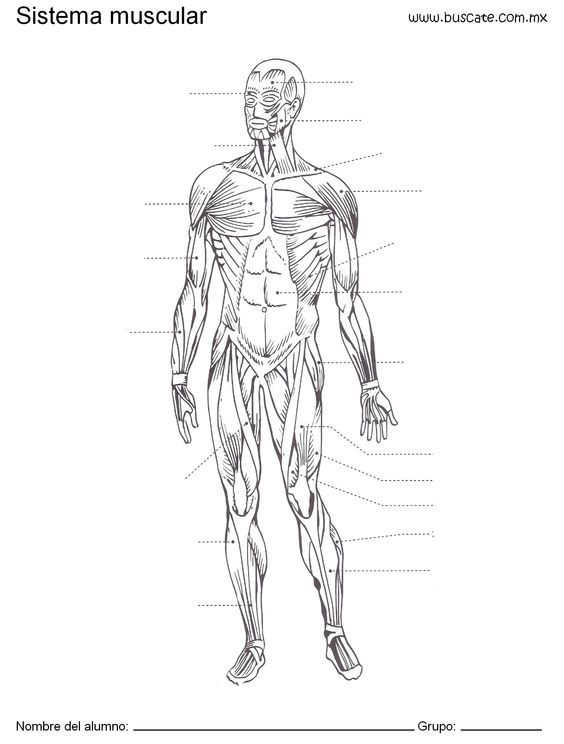 Sistema muscular
www.buscate.com.mx
Nombre del alumno: Grupo: